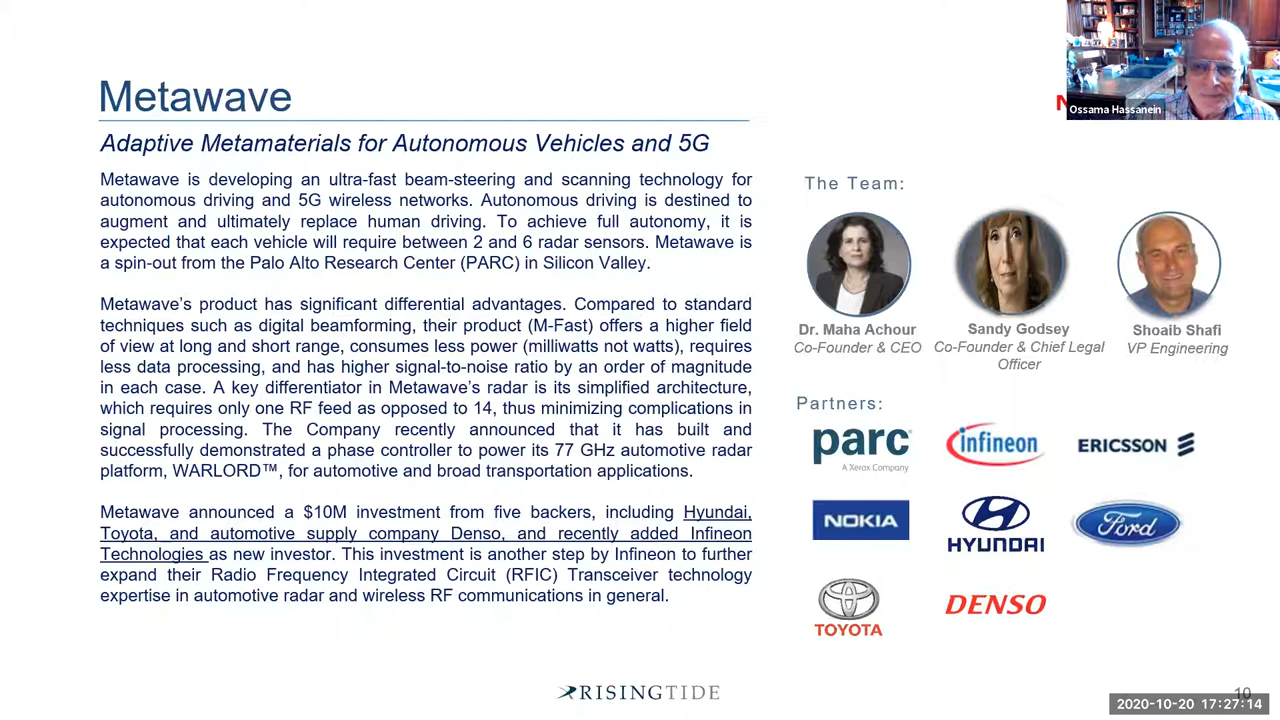 Metawave
Adaptive Metamaterials for Autonomous Vehicles and 5G
Metawave is developing an ultra-fast beam-steering and scanning technology for
autonomous driving and 5G wireless networks. Autonomous driving is destined to
augment and ultimately replace human driving. To achieve full autonomy, it is
expected that each vehicle will require between 2 and 6 radar sensors. Metawave is
a spin-out from the Palo Alto Research Center (PARC) in Silicon Valley.
Metawave's product has significant differential advantages. Compared to standard
techniques such as digital beamforming, their product (M-Fast) offers a higher field
of view at long and short range, consumes less power (milliwatts not watts), requires
less data processing, and has higher signal-to-noise ratio by an order of magnitude
in each case. A key differentiator in Metawave's radar is its simplified architecture,
which requires only one RF feed as opposed to 14, thus minimizing complications in
signal processing. The Company recently announced that it has built and
successfully demonstrated a phase controller to power its 77 GHz automotive radar
platform, WARLORD™, for automotive and broad transportation applications.
Metawave announced a $10M investment from five backers, including Hyundai,
Toyota, and automotive supply company Denso, and recently added Infineon
Technologies as new investor. This investment is another step by Infineon to further
expand their Radio Frequency Integrated Circuit (RFIC) Transceiver technology
expertise in automotive radar and wireless RF communications in general.
Ossama Hassanein
The Team:
Dr. Maha Achour
Co-Founder & CEO
Sandy Godsey
Co-Founder & Chief Legal
Officer
Shoaib Shafi
VP Engineering
Partners:
parc
A Xerox Company
infineon
ERICSSON
NOKIA
HYUNDAI
Ford
TOYOTA
DENSO
RISINGTIDE
10
2020-10-20 17:27:14